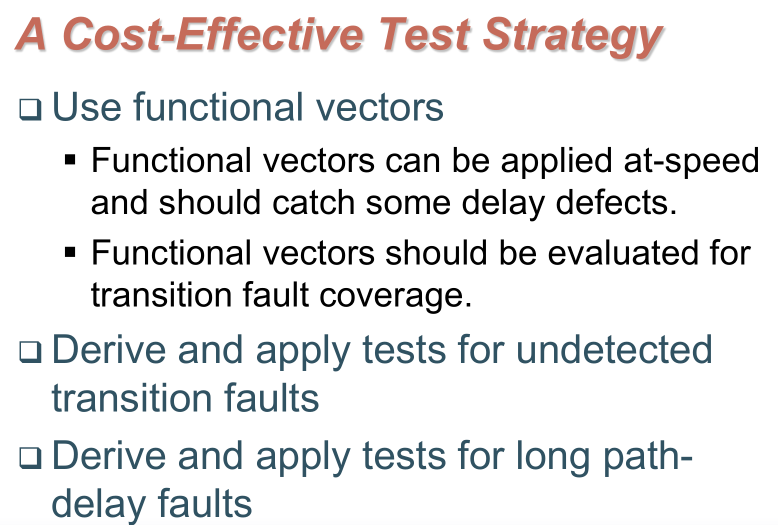 A Cost-Effective Test Strategy
❑ Use functional vectors
▪ Functional vectors can be applied at-speed
and should catch some delay defects.
▪ Functional vectors should be evaluated for
transition fault coverage.
❑ Derive and apply tests for undetected
transition faults
❑ Derive and apply tests for long path-
delay faults